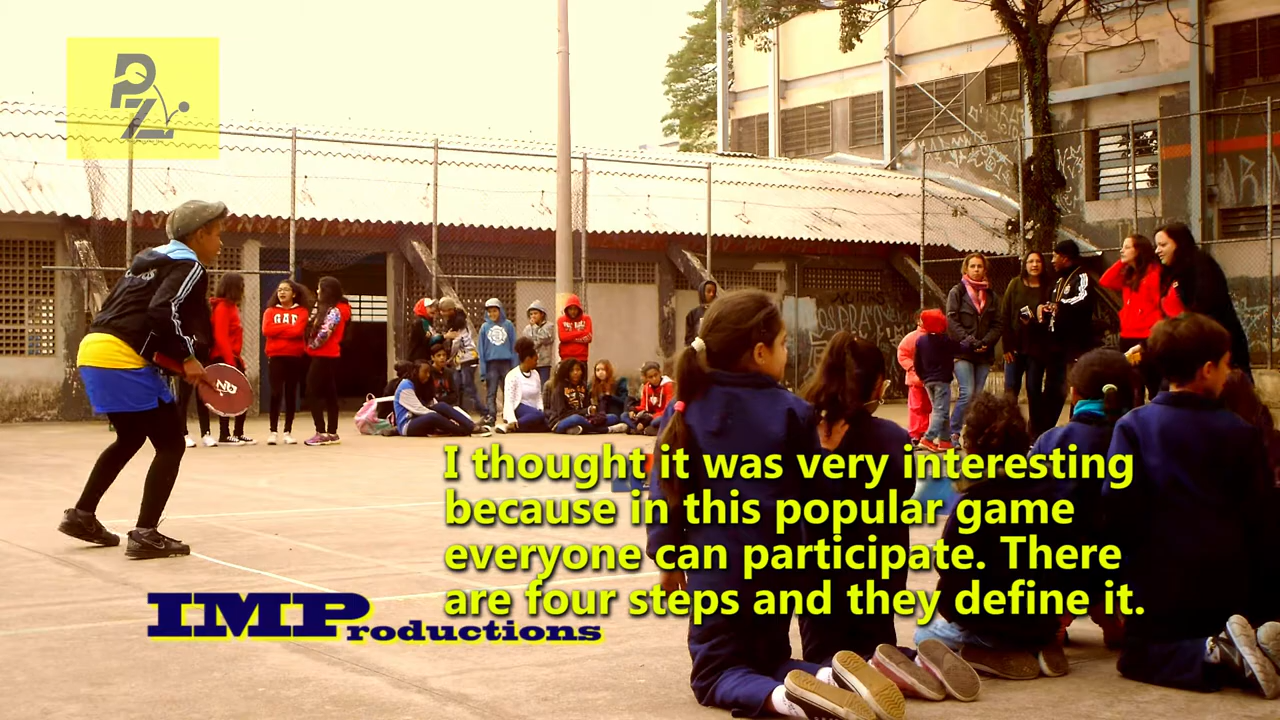 PZ
GAP
I thought it was very interesting
because in this popular game
everyone can participate. There
are four steps and they define it.
IMProductions